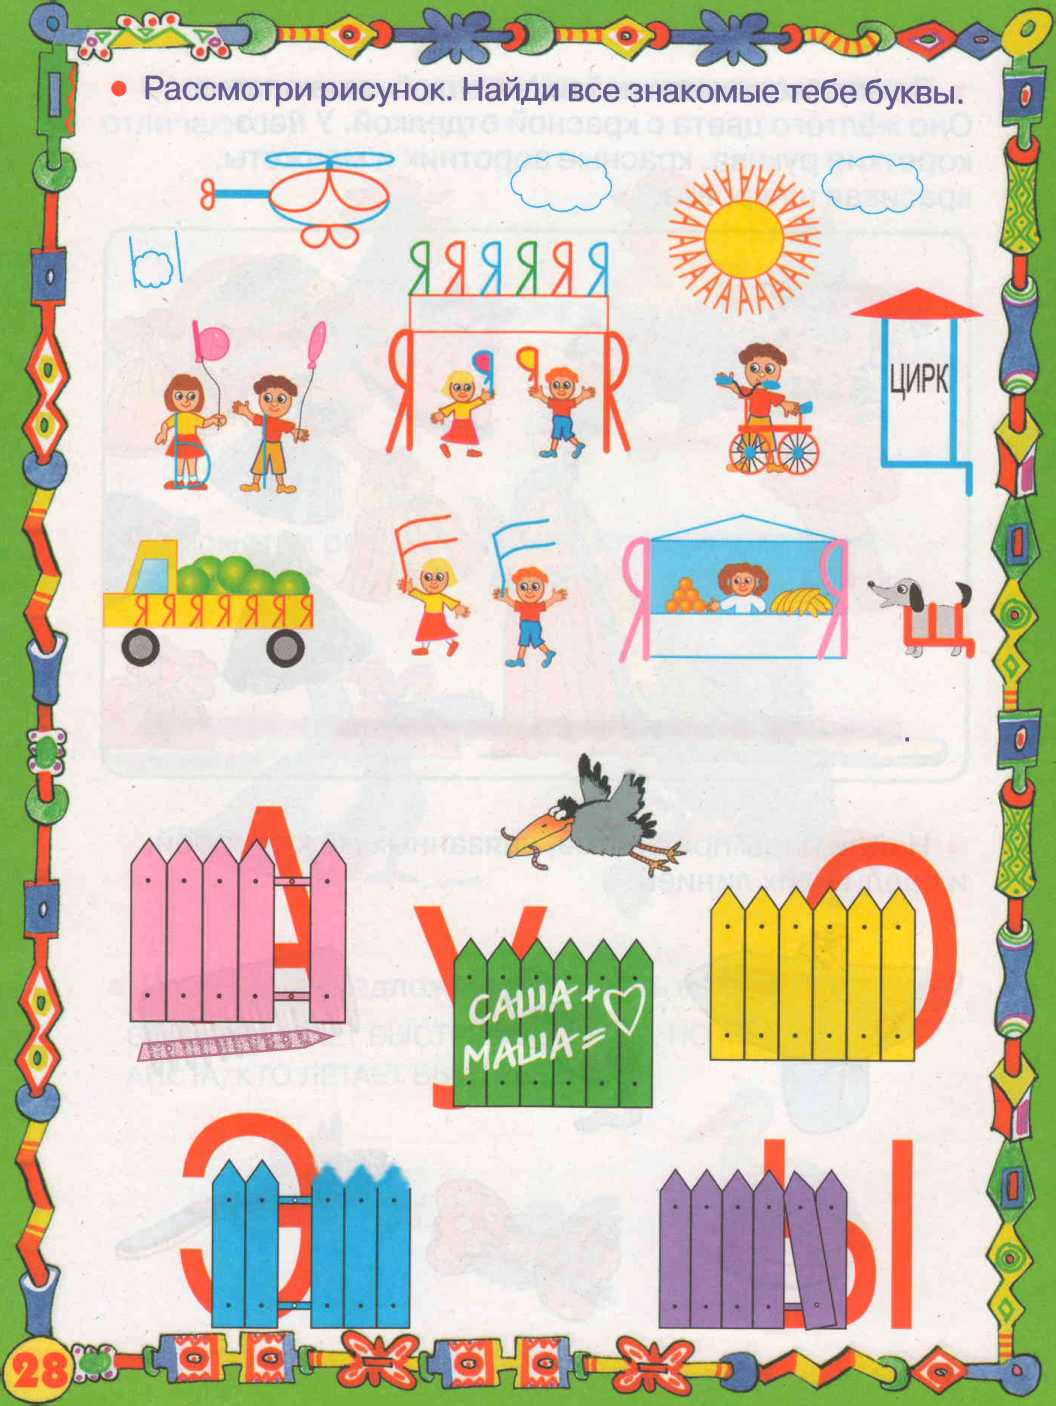 Рассмотри рисунок. Найди все знакомые тебе буквы.
Ы
Я Я Я Я Я Я
Я Я
ЦИРК
Я Я Я Я Я Я Я
Я Я
Ш
А
У
О
САША+♡
МАША=
Э
Ы
28